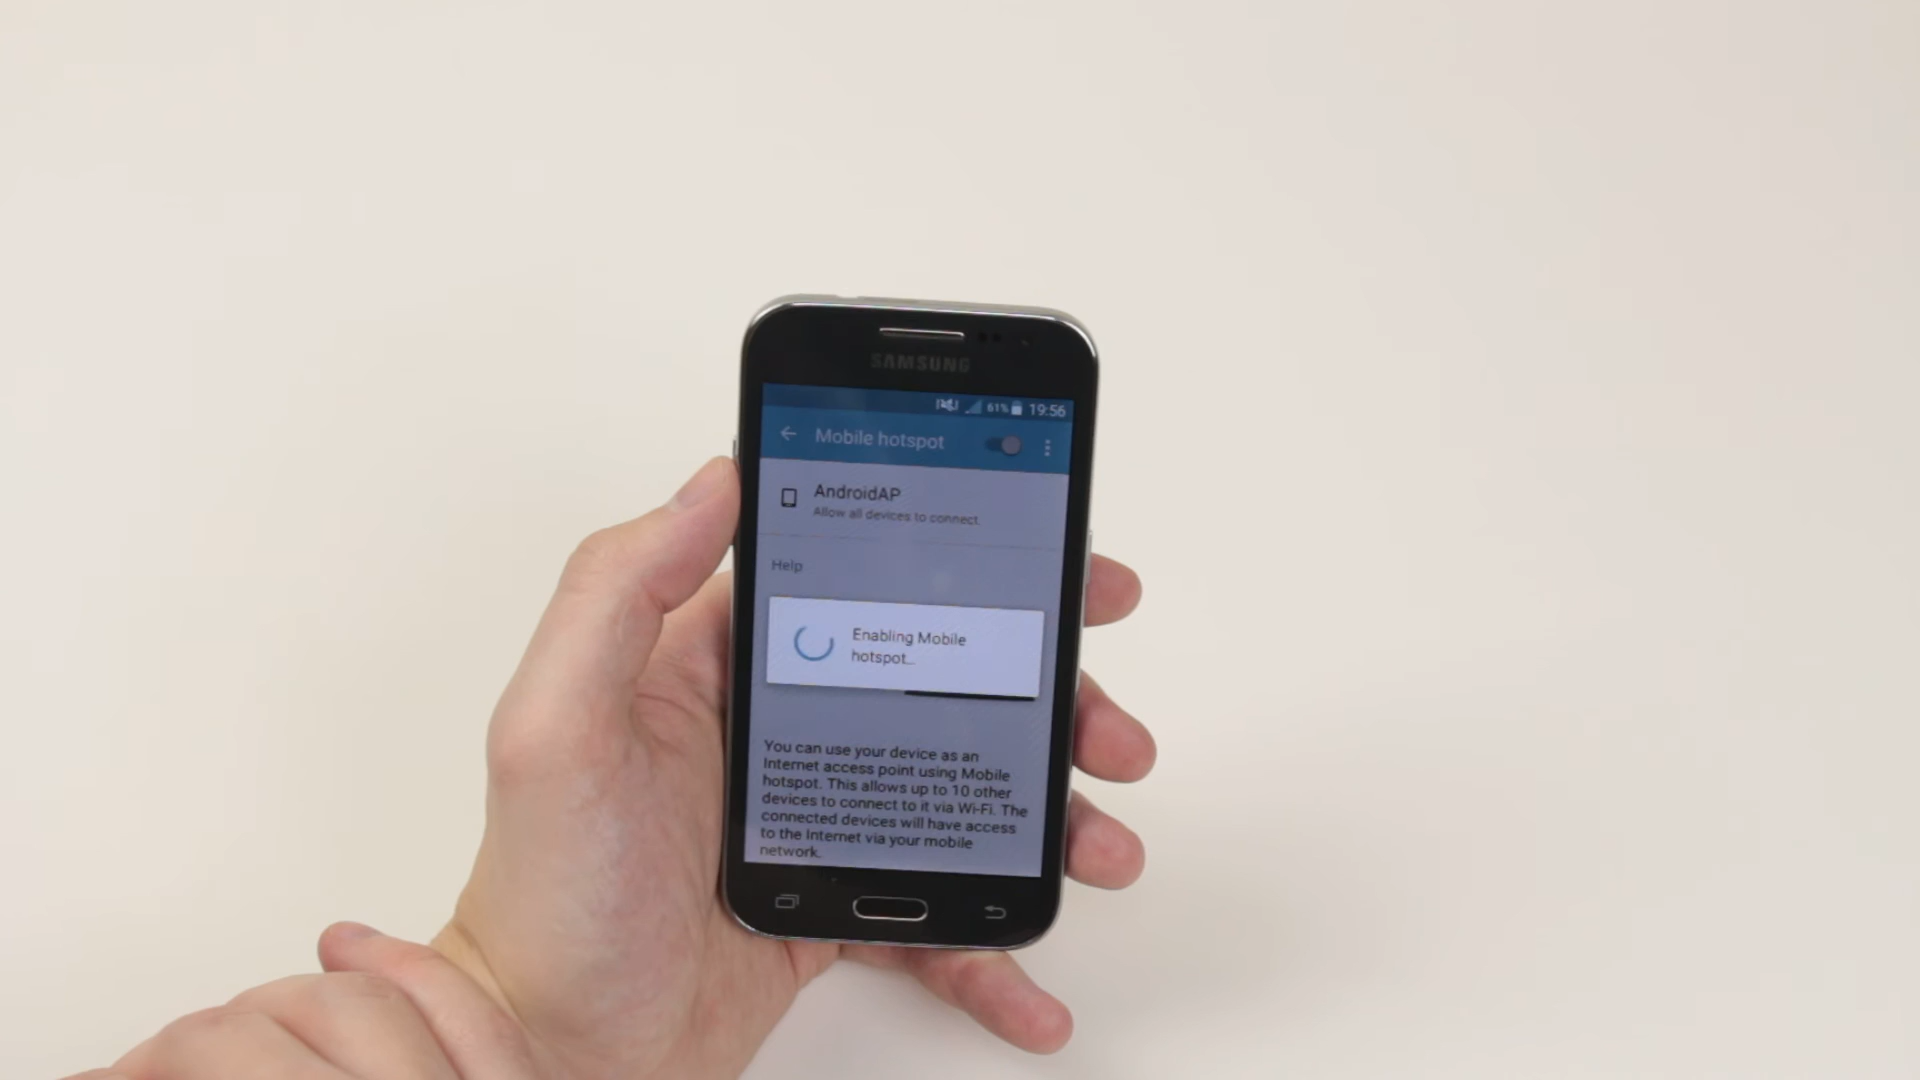 SAMSUNG
61% 19:56
Mobile hotspot
AndroidAP
Allow all devices to connect.
Help
Enabling Mobile
hotspot...
You can use your device as an
Internet access point using Mobile
hotspot. This allows up to 10 other
devices to connect to it via Wi-Fi. The
connected devices will have access
to the Internet via your mobile
network.